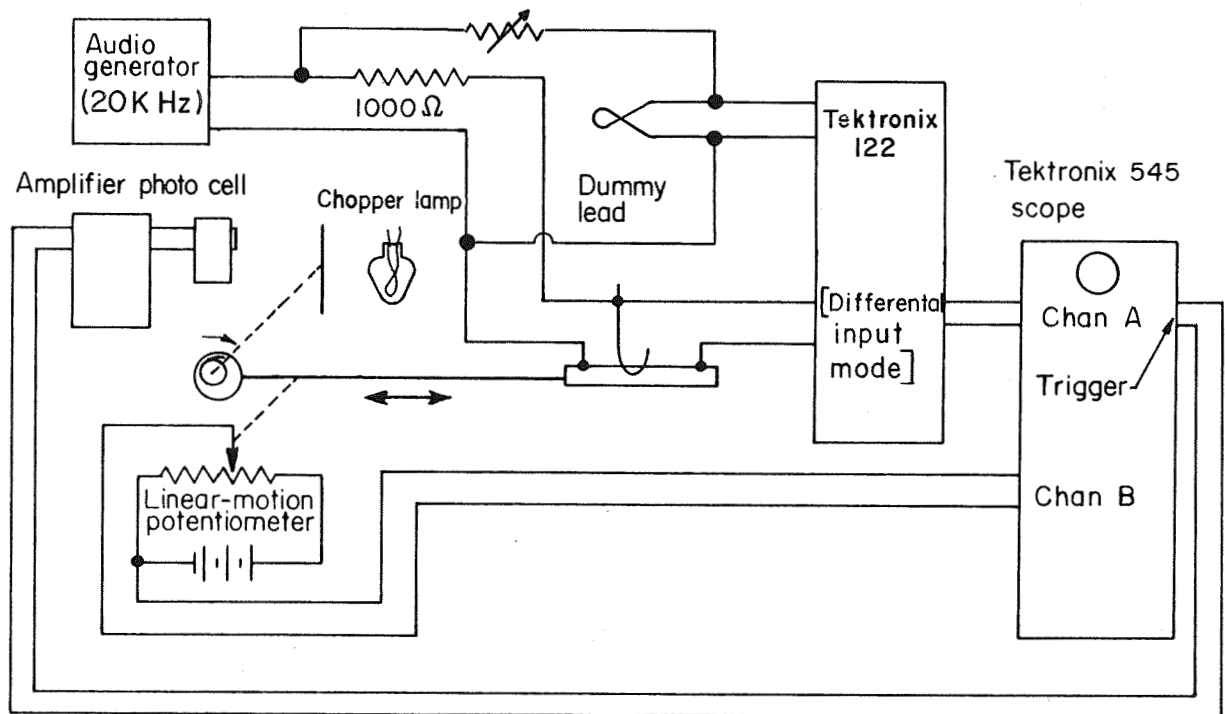 Audio
generator
(20K Hz)
1000Ω
Tektronix
122
Amplifier photo cell
Chopper lamp
Dummy
lead
Tektronix 545
scope
[Differental
input
mode]
Chan A
Trigger
Linear-motion
potentiometer
Chan B